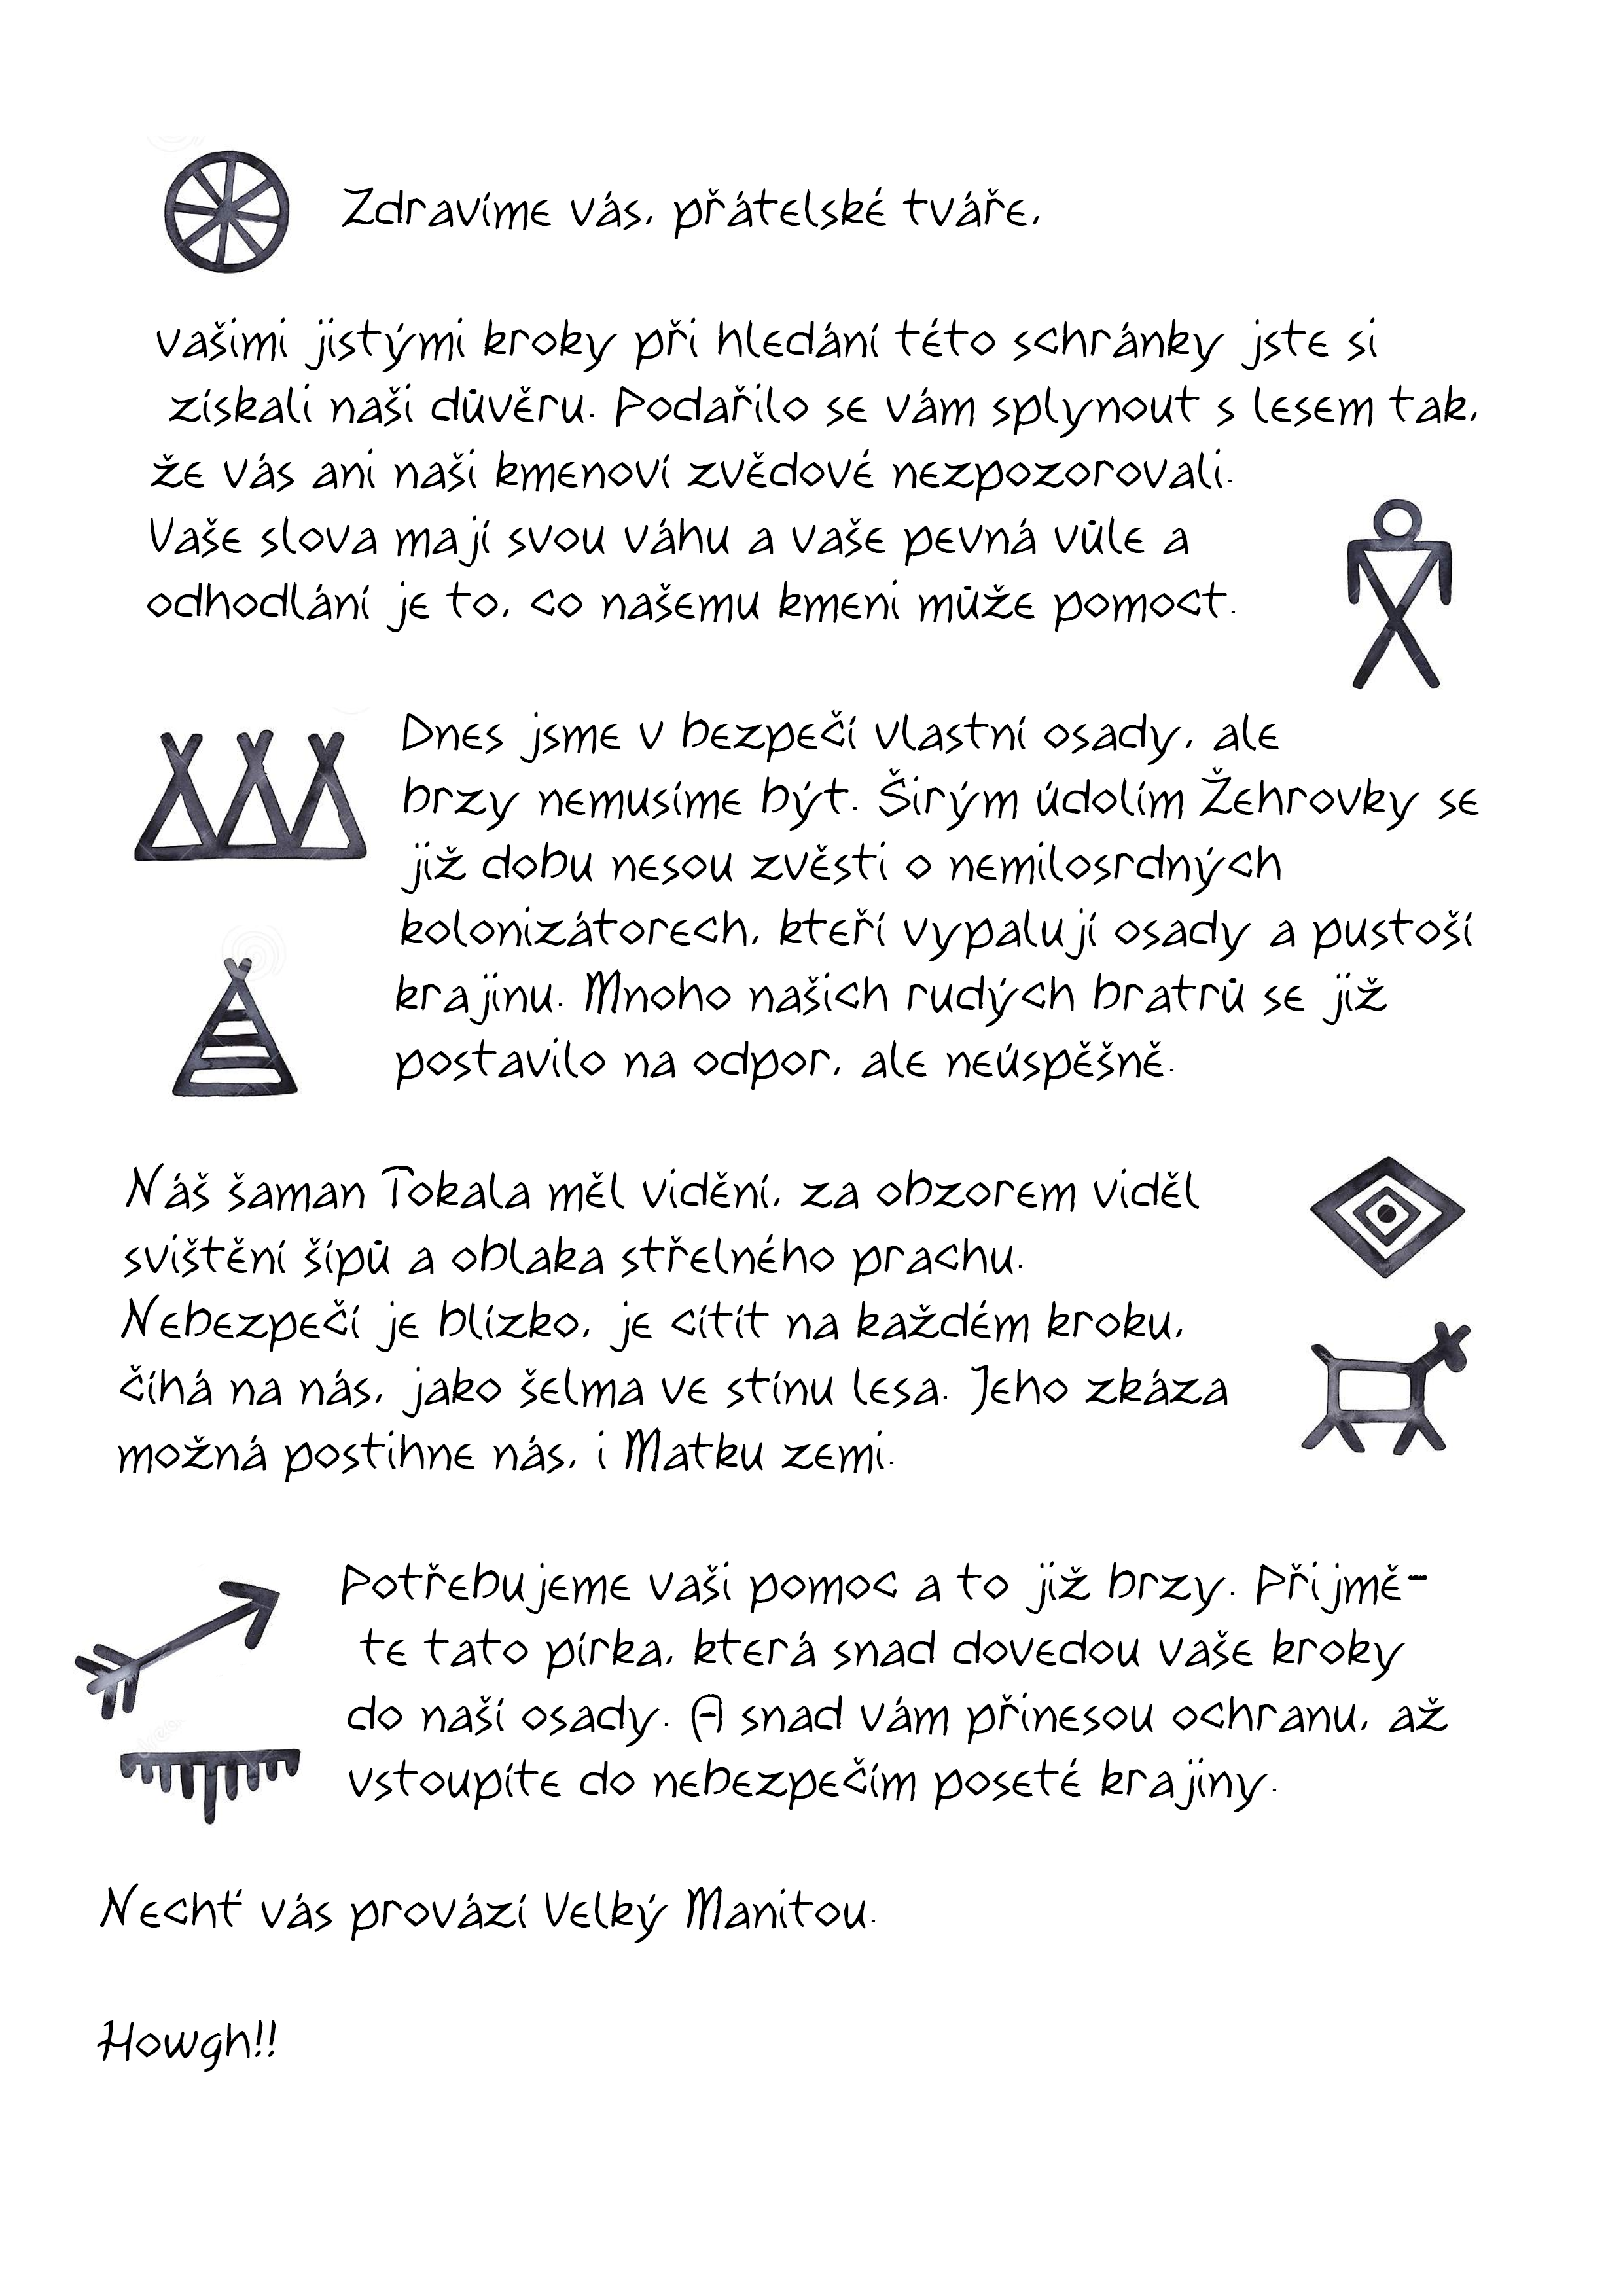 Zdravíme vás, přátelské tváře,
vašimi jistými kroky při hledání této schránky jste si
získali naši důvěru. Podařilo se vám splynout s lesem tak,
že vás ani naši kmenoví zvědové nezpozorovali.
Vaše slova mají svou váhu a vaše pevná vůle a
odhodlání je to, co našemu kmeni může pomoct.
Dnes jsme v bezpečí vlastní osady, ale
brzy nemusíme být. Širým údolím Žehrovky se
již dobu nesou zvěsti o nemilosrdných
kolonizátorech, kteří vypalují osady a pustoší
krajinu. Mnoho našich rudých bratrů se již
postavilo na odpor, ale neúspěšně.
Náš šaman Tokala měl vidění, za obzorem viděl
svištění šípů a oblaka střelného prachu.
Nebezpečí je blízko, je cítít na každém kroku,
číhá na nás, jako šelma ve stínu lesa. Jeho zkáza
možná postihne nás, i Matku zemi.
Potřebujeme vaši pomoc a to již brzy. Přijmě-
te tato pírka, která snad dovedou vaše kroky
do naší osady. A snad vám přinesou ochranu, až
vstoupíte do nebezpečím poseté krajiny.
Nechť vás provází Velký Manitou.
Howgh!!